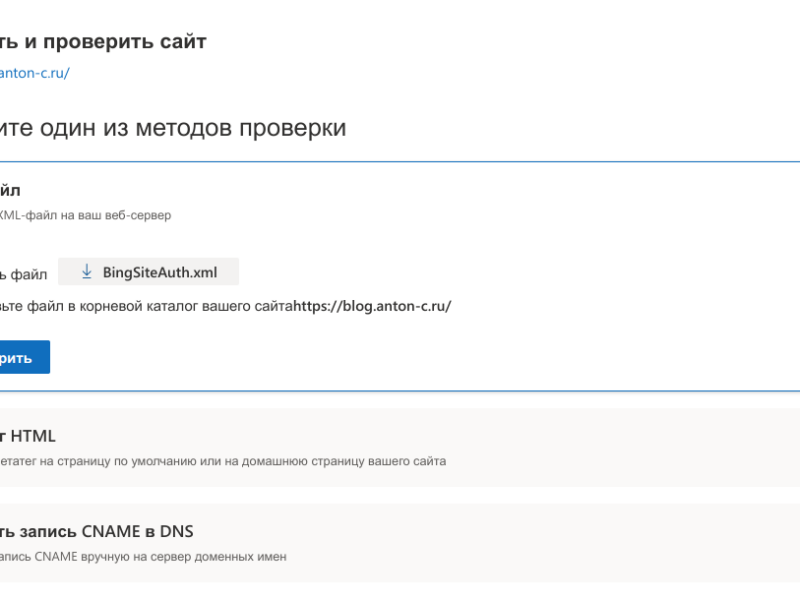 ть и проверить сайт
anton-c.ru/
ите один из методов проверки
йл
XML-файл на ваш веб-сервер
ь файл BingSiteAuth.xml
ьте файл в корневой каталог вашего сайтаhttps://blog.anton-c.ru/
рить
т HTML
етатег на страницу по умолчанию или на домашнюю страницу вашего сайта
ть запись CNAME в DNS
апись CNAME вручную на сервер доменных имен